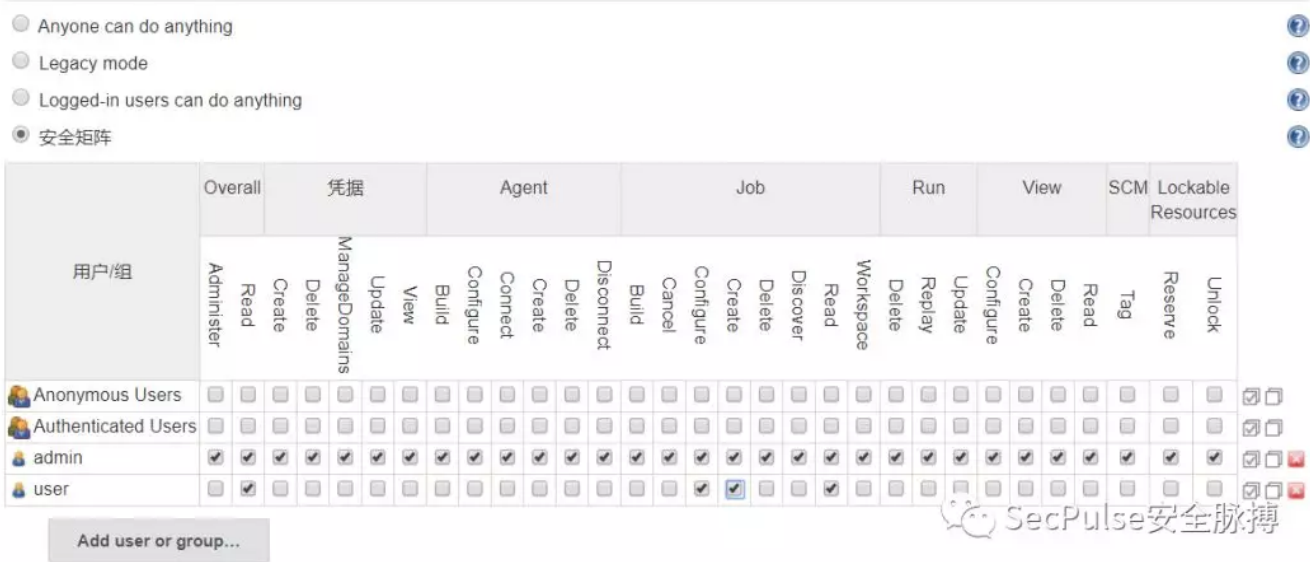 Anyone can do anything
Legacy mode
Logged-in users can do anything
安全矩阵
用户/组
Overall
凭据
Agent
Job
Run
View
SCM
Lockable
Resources
Administer
Read
Create
Delete
ManageDomains
Update
View
Build
Configure
Connect
Create
Delete
Disconnect
Build
Cancel
Configure
Create
Delete
Discover
Read
Workspace
Delete
Replay
Update
Configure
Create
Delete
Read
Tag
Reserve
Unlock
Anonymous Users
Authenticated Users
admin
user
SecPulse安全脉搏
Add user or group...